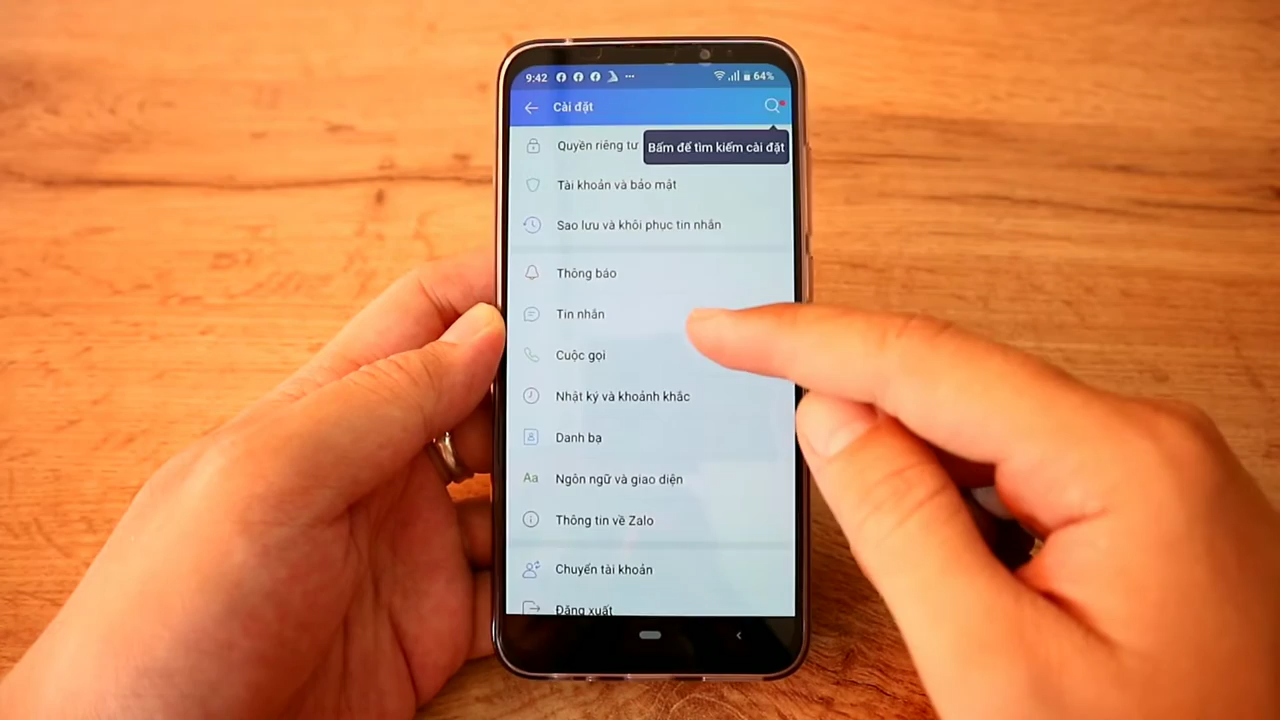 9:42 64%
Cài đặt
Quyền riêng tư
Bấm để tìm kiếm cài đặt
Tài khoản và bảo mật
Sao lưu và khôi phục tin nhắn
Thông báo
Tin nhắn
Cuộc gọi
Nhật ký và khoảnh khắc
Danh bạ
Aa Ngôn ngữ và giao diện
Thông tin về Zalo
Chuyển tài khoản
Đăng xuất